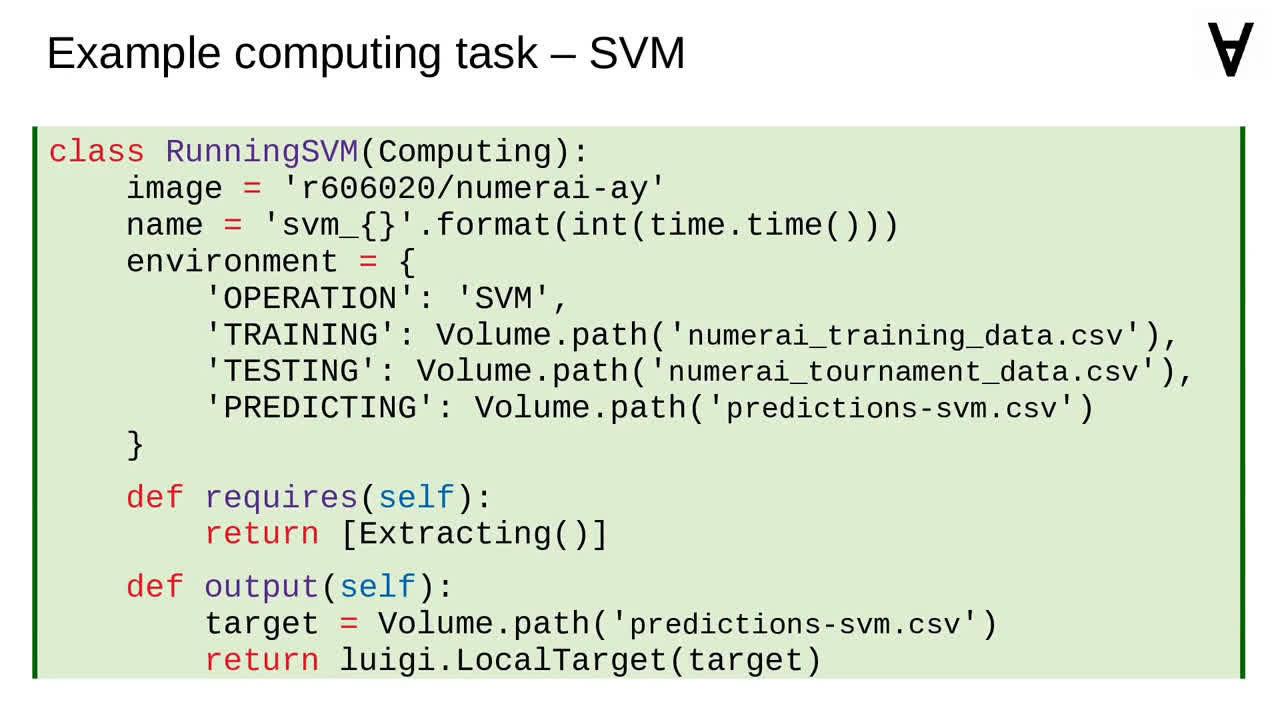 Example computing task – SVM
class RunningSVM(Computing):
    image = 'r606020/numerai-ay'
    name = 'svm_{}'.format(int(time.time()))
    environment = {
        'OPERATION': 'SVM',
        'TRAINING': Volume.path('numerai_training_data.csv'),
        'TESTING': Volume.path('numerai_tournament_data.csv'),
        'PREDICTING': Volume.path('predictions-svm.csv')
    }
    def requires(self):
        return [Extracting()]
    def output(self):
        target = Volume.path('predictions-svm.csv')
        return luigi.LocalTarget(target)